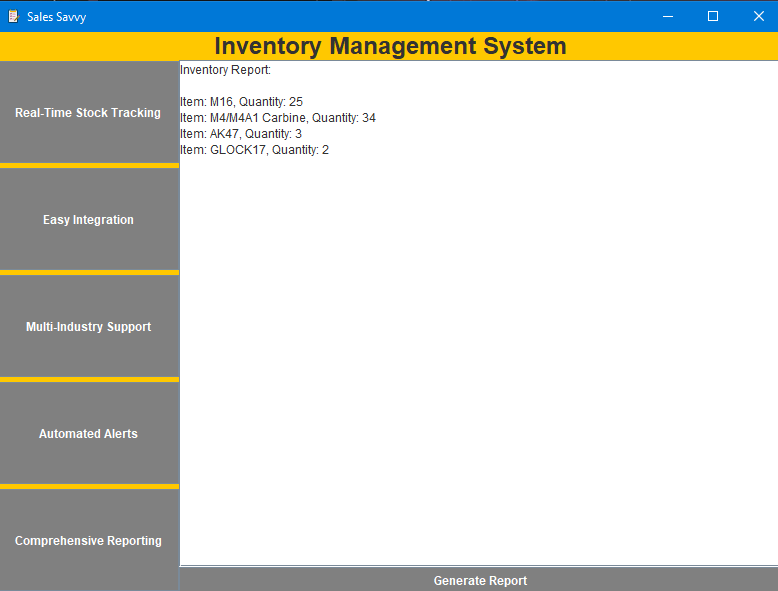 Sales Savvy
Inventory Management System
Real-Time Stock Tracking
Easy Integration
Multi-Industry Support
Automated Alerts
Comprehensive Reporting
Inventory Report:
Item: M16, Quantity: 25
Item: M4/M4A1 Carbine, Quantity: 34
Item: AK47, Quantity: 3
Item: GLOCK17, Quantity: 2
Generate Report